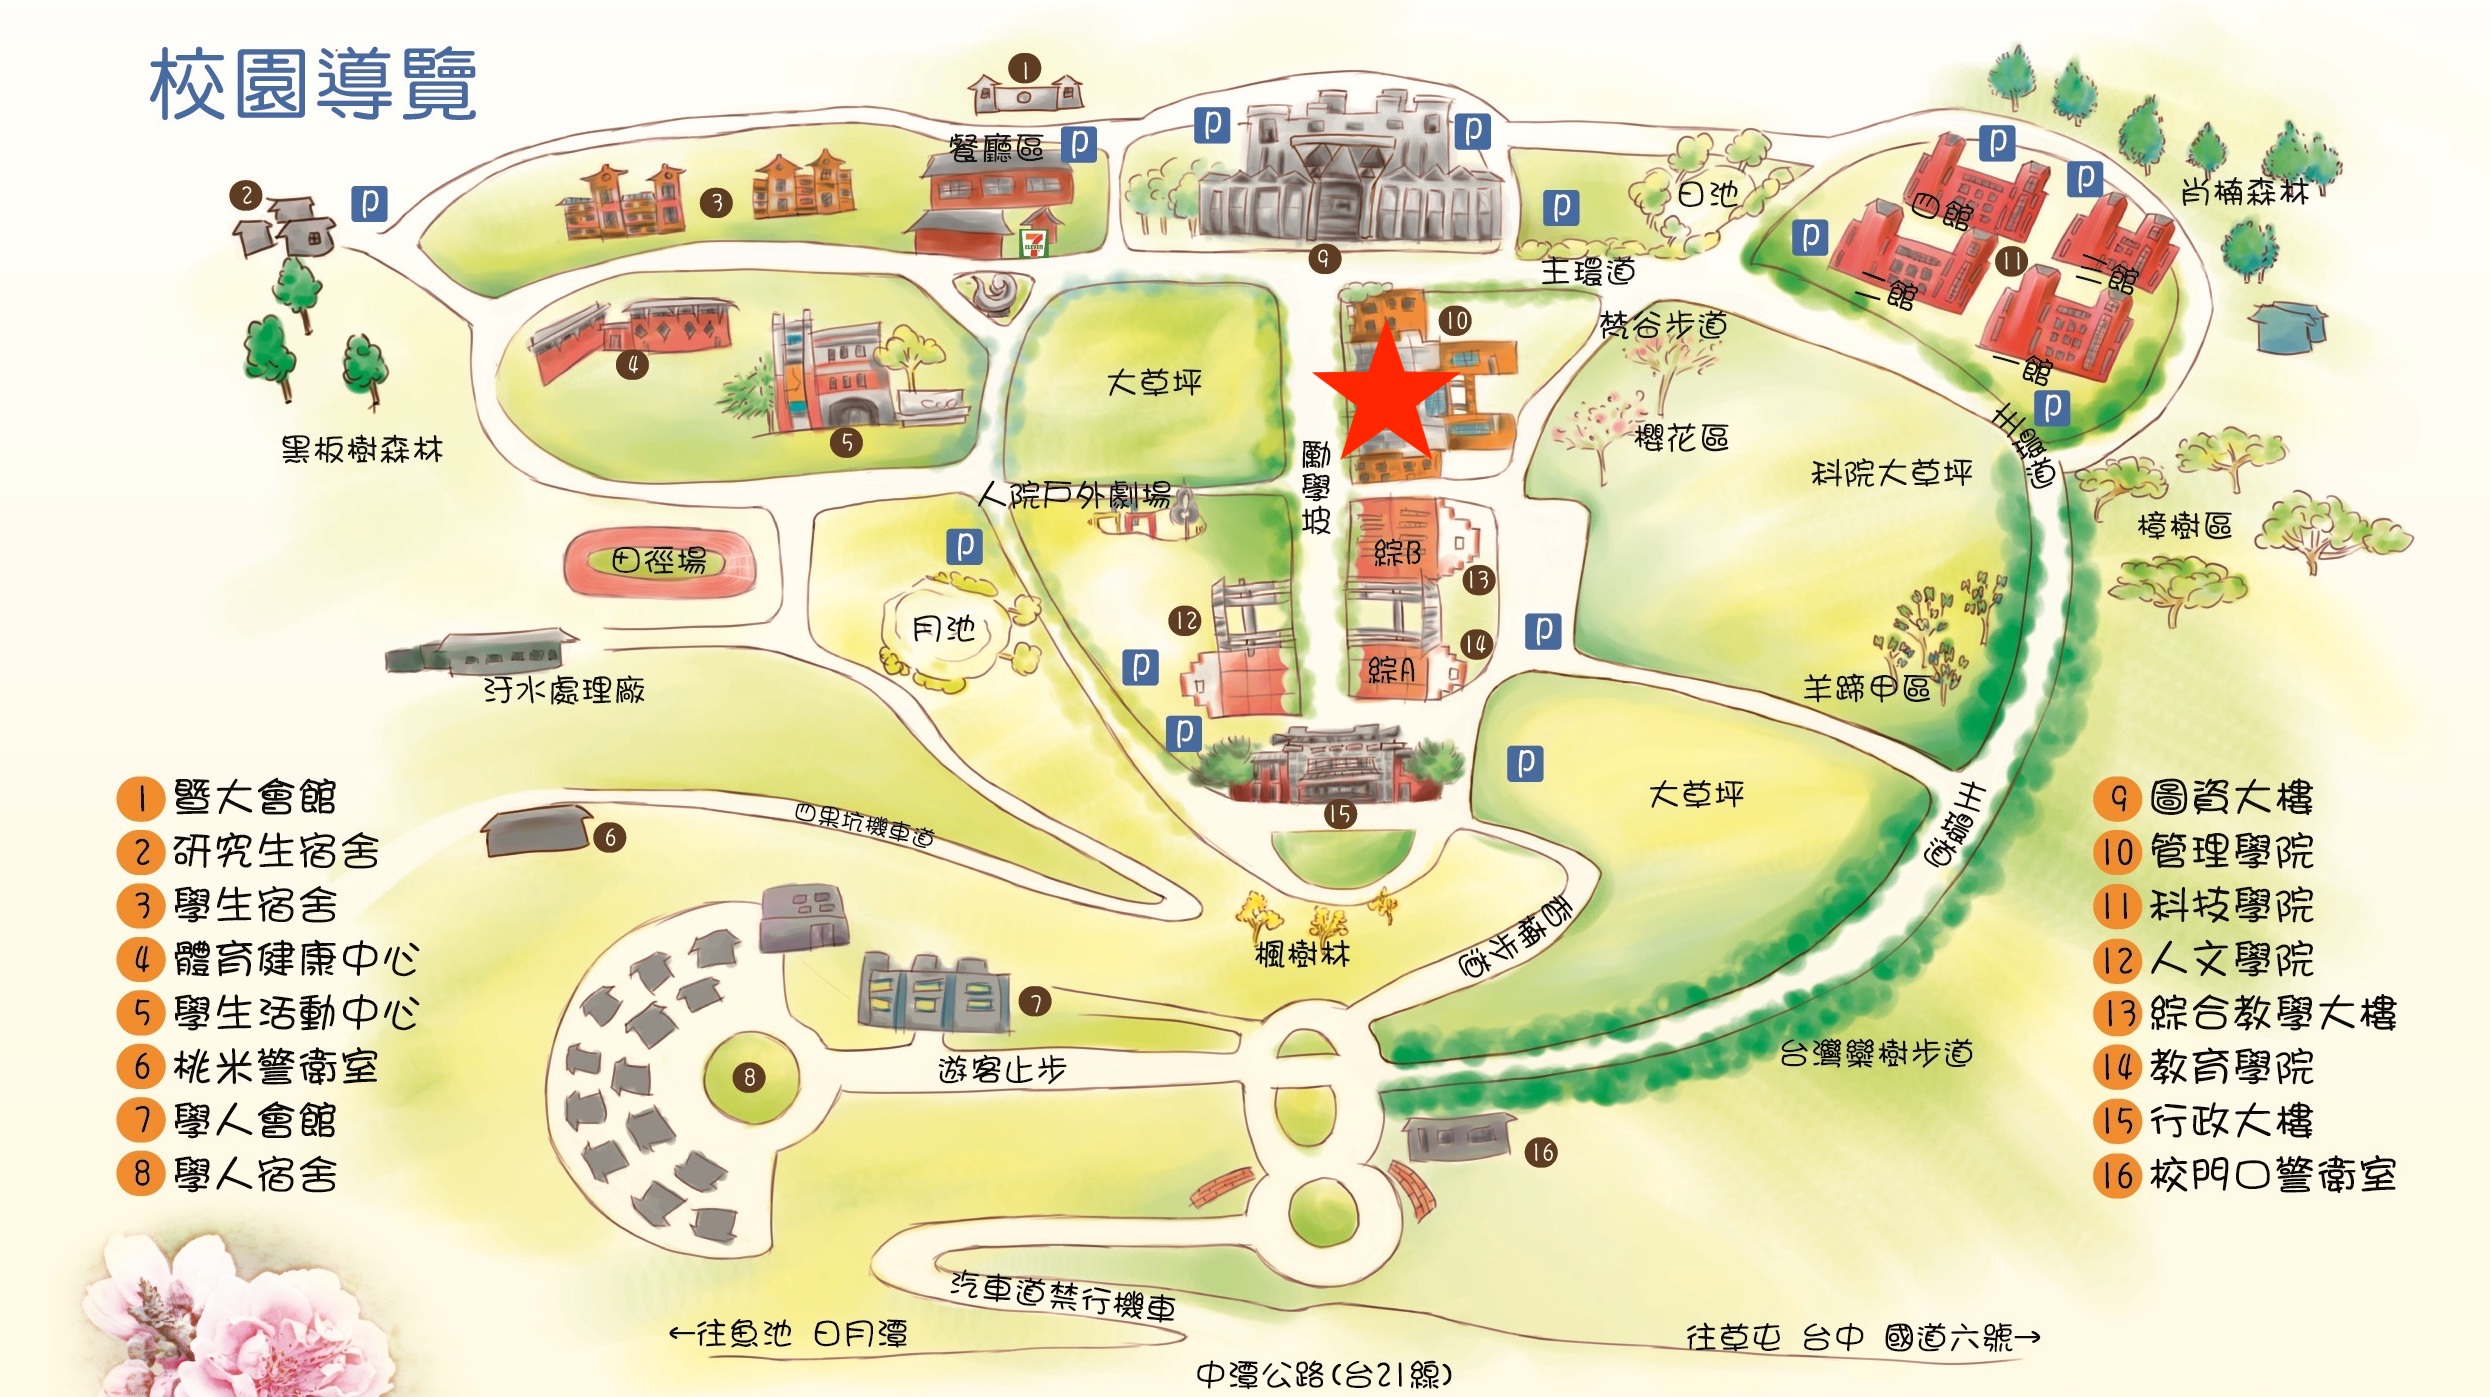 校園導覽
1
2
P
3
餐廳區
P
P
P
9
P
日池
主環道
P
P
P
四館
二館
11
三館
一館
P
肖楠森林
7
ELEVEN
4
5
黑板樹森林
大草坪
勵學坡
10
梵谷步道
櫻花區
科院大草坪
主環道
樟樹區
人院戶外劇場
P
田徑場
月池
汙水處理廠
12
P
P
綜B
13
綜A
14
P
羊蹄甲區
15
P
大草坪
主環道
四果坑機車道
6
楓樹林
香楠步道
7
8
遊客止步
台灣欒樹步道
16
汽車道禁行機車
←往魚池 日月潭
往草屯 台中 國道六號→
中潭公路(台21線)
1 暨大會館
2 研究生宿舍
3 學生宿舍
4 體育健康中心
5 學生活動中心
6 桃米警衛室
7 學人會館
8 學人宿舍
9 圖資大樓
10 管理學院
11 科技學院
12 人文學院
13 綜合教學大樓
14 教育學院
15 行政大樓
16 校門口警衛室